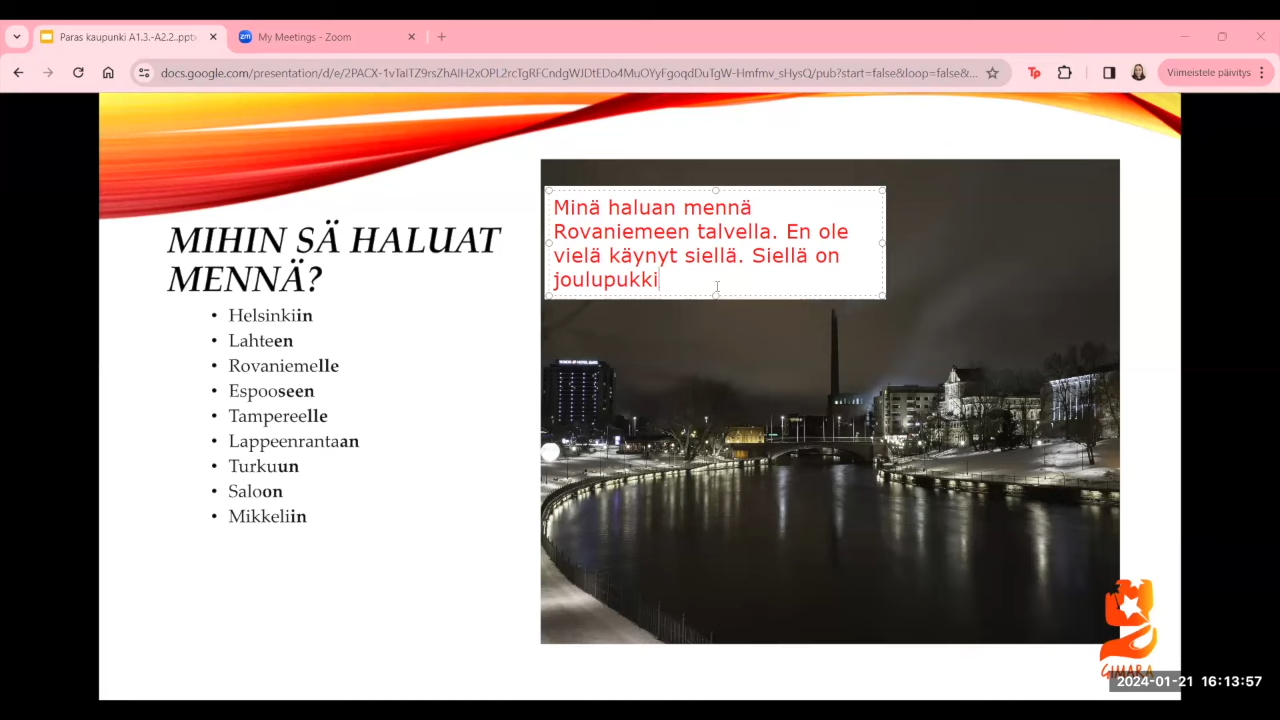 Paras kaupunki A1.3.-A2.2..ppt
My Meetings - Zoom
docs.google.com/presentation/d/e/2PACX-1vTaITZ9rsZhAIH2xOPL2rcTgRFCndgWJDtEDo4MuOYyFgoqdDuTgW-Hmfmv_sHysQ/pub?start=false&loop=false&...
Viimeistele päivitys
MIHIN SÄ HALUAT
MENNÄ?
• Helsinkiin
• Lahteen
• Rovaniemelle
• Espooseen
• Tampereelle
• Lappeenrantaan
• Turkuun
• Saloon
• Mikkeliin
Minä haluan mennä
Rovaniemeen talvella. En ole
vielä käynyt siellä. Siellä on
joulupukki
GIMARA
2024-01-21 16:13:57